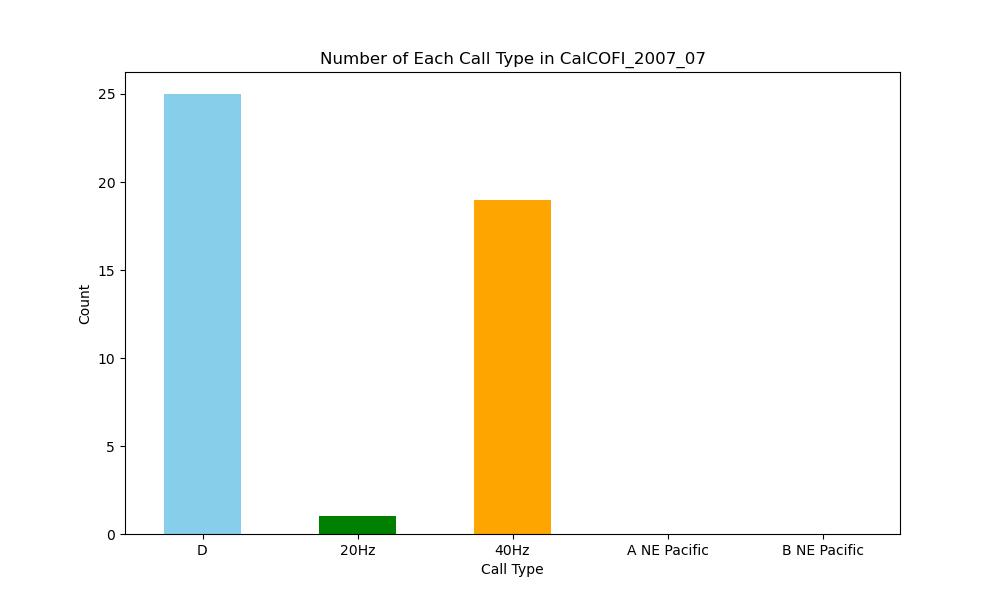 Number of Each Call Type in CalCOFI_2007_07
Count
25
20
15
10
5
0
D 20Hz 40Hz A NE Pacific B NE Pacific
Call Type